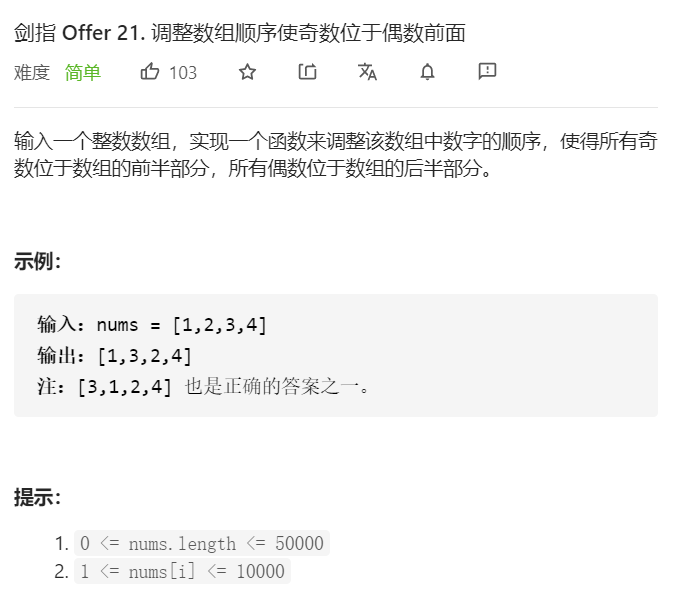 剑指 Offer 21. 调整数组顺序使奇数位于偶数前面
难度 简单 103
输入一个整数数组，实现一个函数来调整该数组中数字的顺序，使得所有奇
数位于数组的前半部分，所有偶数位于数组的后半部分。
示例：
输入：nums = [1,2,3,4]
输出：[1,3,2,4]
注：[3,1,2,4] 也是正确的答案之一。
提示：
1. 0 <= nums.length <= 50000
2. 1 <= nums[i] <= 10000